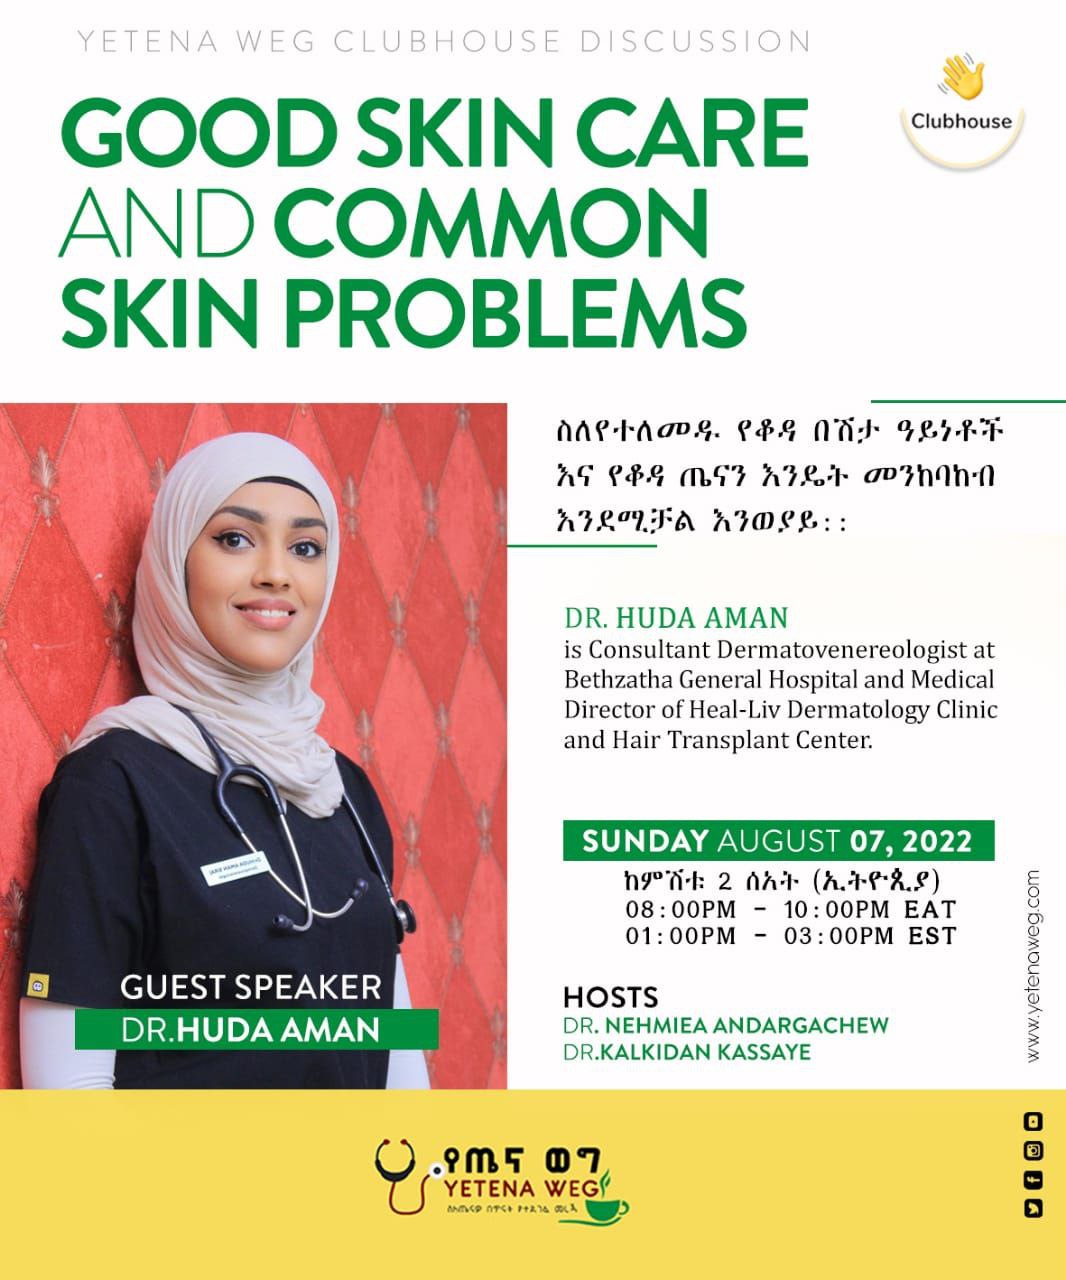 YETENA WEG CLUBHOUSE DISCUSSION
GOOD SKIN CARE
AND COMMON
SKIN PROBLEMS
Clubhouse
ስለየተለመዱ የቆዳ በሽታ ዓይነቶች
እና የቆዳ ጤናን እንዴት መንከባከብ
እንደሚቻል እንወያይ::
DR. HUDA AMAN
is Consultant Dermatovenereologist at
Bethzatha General Hospital and Medical
Director of Heal-Liv Dermatology Clinic
and Hair Transplant Center.
SUNDAY AUGUST 07, 2022
ከምሽቱ 2 ሰአት (ኢትዮጲያ)
08:00PM - 10:00PM EAT
01:00PM - 03:00PM EST
HOSTS
DR. NEHMIEA ANDARGACHEW
DR.KALKIDAN KASSAYE
GUEST SPEAKER
DR.HUDA AMAN
www.yetenaweg.com
የጤና ወግ
YETENA WEG